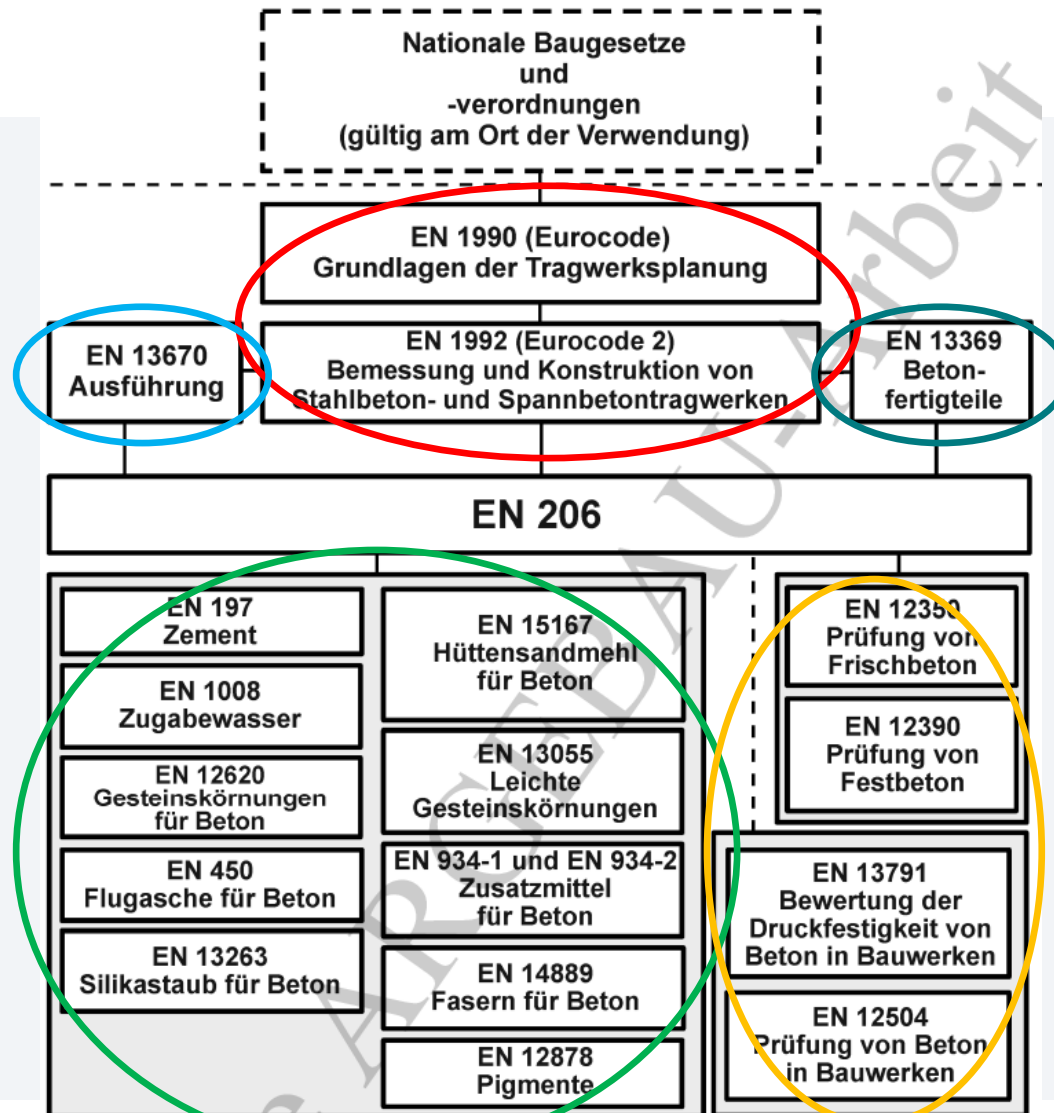 Nationale Baugesetze
und
-verordnungen
(gültig am Ort der Verwendung)
EN 1990 (Eurocode)
Grundlagen der Tragwerksplanung
EN 13670
Ausführung
EN 1992 (Eurocode 2)
Bemessung und Konstruktion von
Stahlbeton- und Spannbetontragwerken
EN 13369
Beton-
fertigteile
EN 206
EN 197
Zement
EN 1008
Zugabewasser
EN 12620
Gesteinskörnungen
für Beton
EN 450
Flugasche für Beton
EN 13263
Silikastaub für Beton
EN 15167
Hüttensandmehl
für Beton
EN 13055
Leichte
Gesteinskörnungen
EN 934-1 und EN 934-2
Zusatzmittel
für Beton
EN 14889
Fasern für Beton
EN 12878
Pigmente
EN 12350
Prüfung von
Frischbeton
EN 12390
Prüfung von
Festbeton
EN 13791
Bewertung der
Druckfestigkeit von
Beton in Bauwerken
EN 12504
Prüfung von Beton
in Bauwerken
ARGEBAU-Arbeit